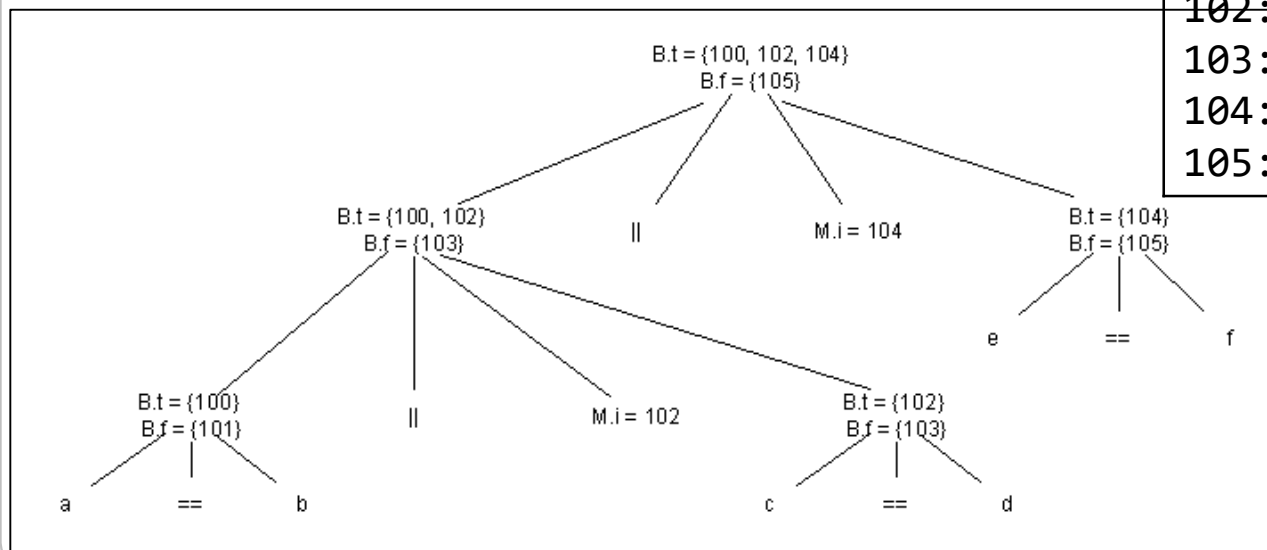 102:
103:
104:
105:
B.t = {100, 102, 104}
B.f = {105}
B.t = {100, 102}
B.f = {103}
||
M.i = 104
B.t = {104}
B.f = {105}
e
==
f
B.t = {100}
B.f = {101}
||
M.i = 102
B.t = {102}
B.f = {103}
a
==
b
c
==
d